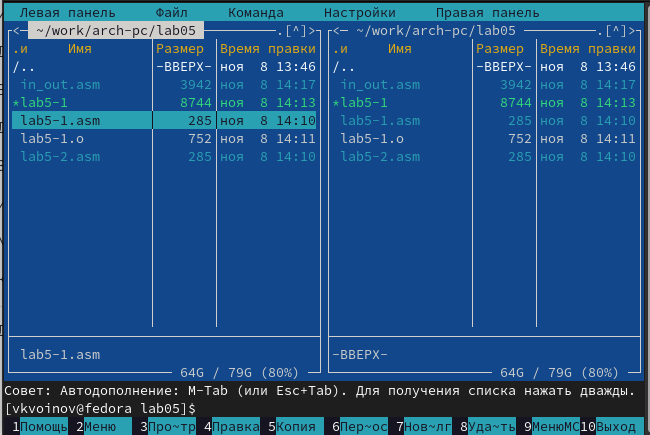 Левая панель Файл Команда Настройки Правая панель
<─ ~/work/arch-pc/lab05 ─.[^]> <─ ~/work/arch-pc/lab05 ─.[^]>
.и Имя Размер Время правки .и Имя Размер Время правки
/.. -ВВЕРХ- ноя 8 13:46 /.. -ВВЕРХ- ноя 8 13:46
in_out.asm 3942 ноя 8 14:17 in_out.asm 3942 ноя 8 14:17
*lab5-1 8744 ноя 8 14:13 *lab5-1 8744 ноя 8 14:13
lab5-1.asm 285 ноя 8 14:10 lab5-1.asm 285 ноя 8 14:10
lab5-1.o 752 ноя 8 14:11 lab5-1.o 752 ноя 8 14:11
lab5-2.asm 285 ноя 8 14:10 lab5-2.asm 285 ноя 8 14:10
lab5-1.asm -ВВЕРХ-
64G / 79G (80%) 64G / 79G (80%)
Совет: Автодополнение: M-Tab (или Esc+Tab). Для получения списка нажать дважды.
[vkvoinov@fedora lab05]$
1Помощь 2Меню 3Про~тр 4Правка 5Копия 6Пер~ос 7Нов~лг 8Уда~ть 9МенюMC 10Выход